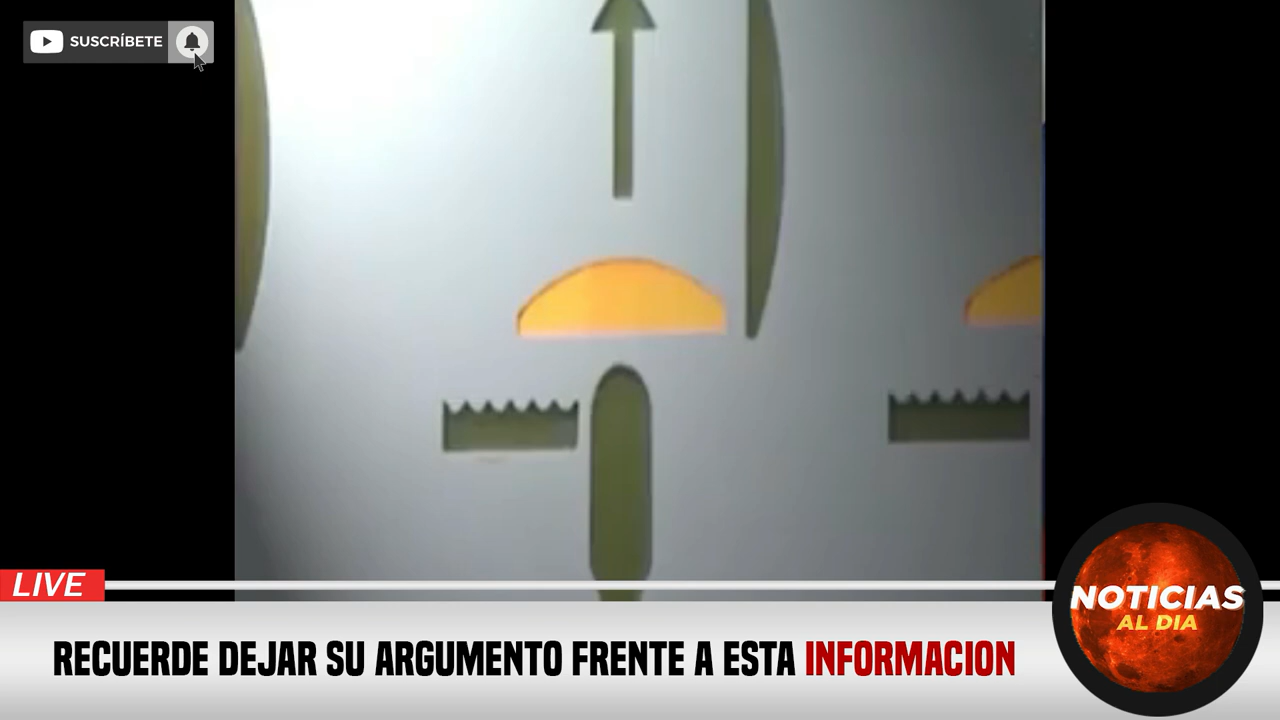 SUSCRÍBETE
LIVE
NOTICIAS
AL DIA
RECUERDE DEJAR SU ARGUMENTO FRENTE A ESTA INFORMACION